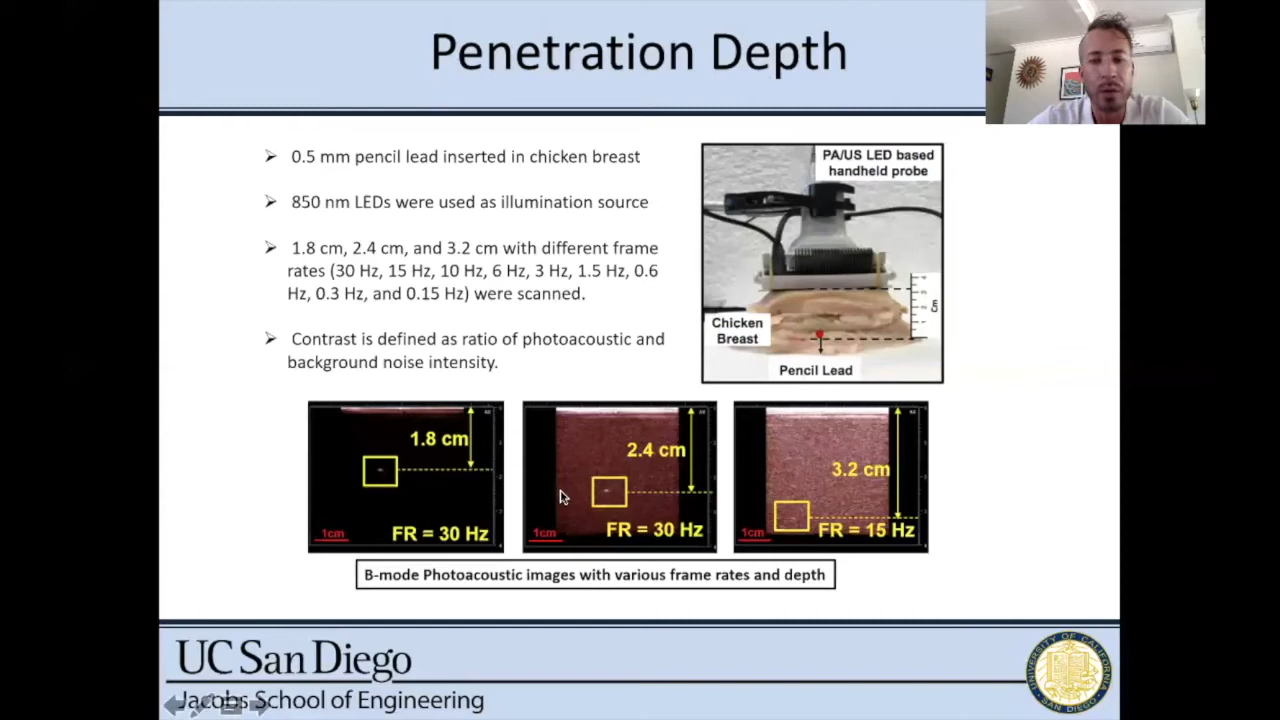 Penetration Depth
➢ 0.5 mm pencil lead inserted in chicken breast
➢ 850 nm LEDs were used as illumination source
➢ 1.8 cm, 2.4 cm, and 3.2 cm with different frame
rates (30 Hz, 15 Hz, 10 Hz, 6 Hz, 3 Hz, 1.5 Hz, 0.6
Hz, 0.3 Hz, and 0.15 Hz) were scanned.
➢ Contrast is defined as ratio of photoacoustic and
background noise intensity.
PA/US LED based
handheld probe
Cm
Chicken
Breast
Pencil Lead
1.8 cm
1cm
FR = 30 Hz
2.4 cm
1cm
FR = 30 Hz
3.2 cm
1cm
FR = 15 Hz
B-mode Photoacoustic images with various frame rates and depth
UC San Diego
Jacobs School of Engineering
UNIVERSITY OF CALIFORNIA
SAN DIEGO